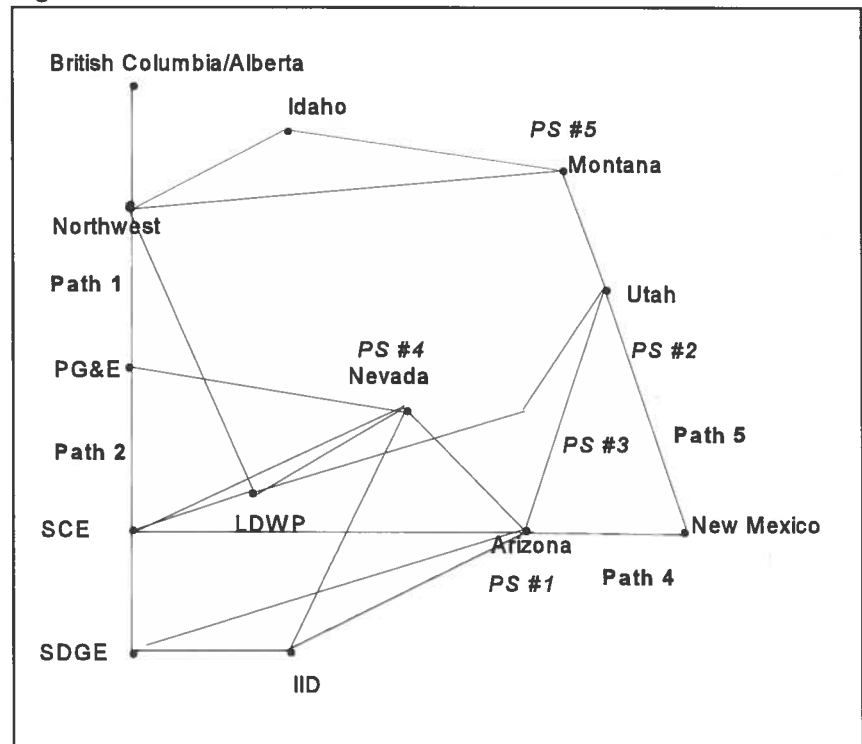 British Columbia/Alberta
Idaho
PS #5
Montana
Northwest
Path 1
Utah
PS #4
PS #2
PG&E
Nevada
Path 2
PS #3
Path 5
SCE
LDWP
Arizona
New Mexico
PS #1
Path 4
SDGE
IID